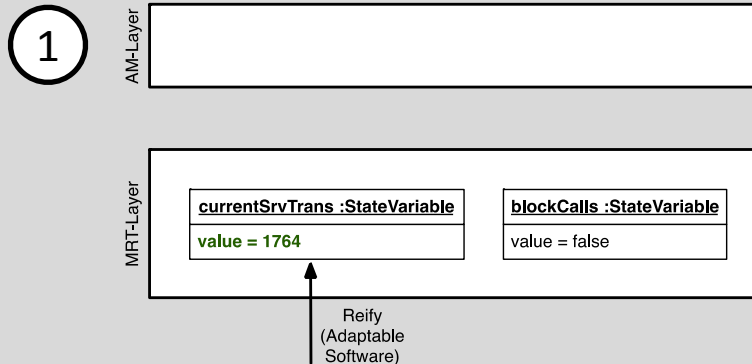 1
AM-Layer
MRT-Layer
currentSrvTrans :StateVariable
value = 1764
blockCalls :StateVariable
value = false
Reify
(Adaptable
Software)